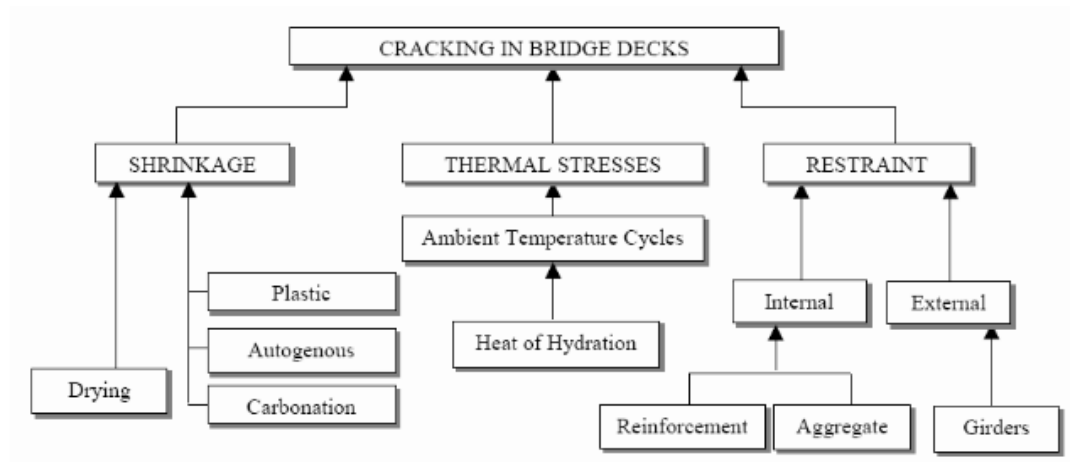 CRACKING IN BRIDGE DECKS
SHRINKAGE
THERMAL STRESSES
RESTRAINT
Ambient Temperature Cycles
Plastic
Internal
External
Heat of Hydration
Autogenous
Drying
Carbonation
Reinforcement
Aggregate
Girders